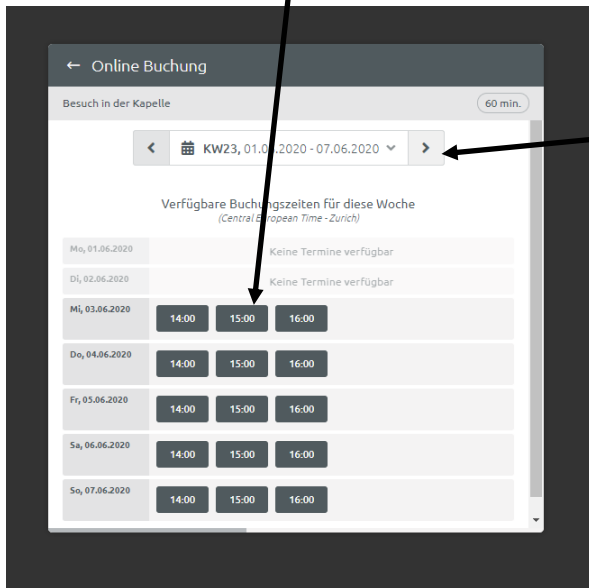 ← Online Buchung
Besuch in der Kapelle 60 min.
KW23, 01.06.2020 - 07.06.2020
Verfügbare Buchungszeiten für diese Woche
(Central European Time - Zurich)
Mo, 01.06.2020 Keine Termine verfügbar
Di, 02.06.2020 Keine Termine verfügbar
Mi, 03.06.2020 14:00 15:00 16:00
Do, 04.06.2020 14:00 15:00 16:00
Fr, 05.06.2020 14:00 15:00 16:00
Sa, 06.06.2020 14:00 15:00 16:00
So, 07.06.2020 14:00 15:00 16:00